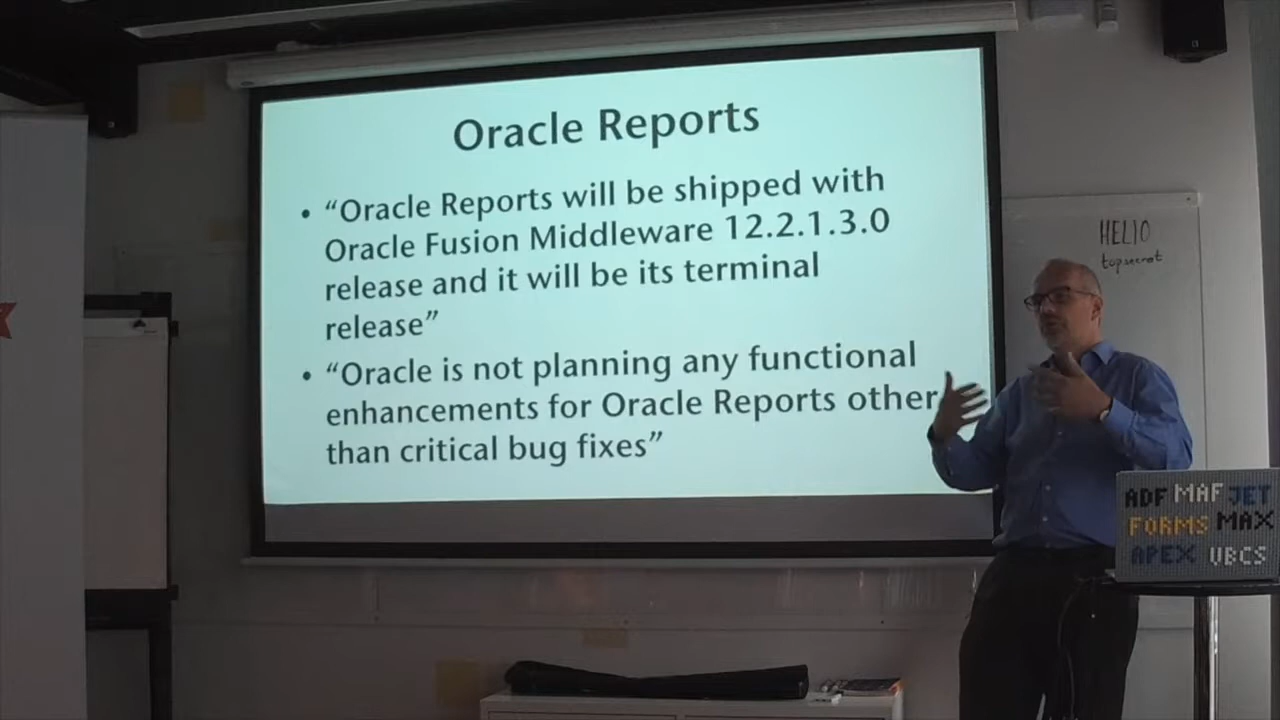 Oracle Reports
• “Oracle Reports will be shipped with
Oracle Fusion Middleware 12.2.1.3.0
release and it will be its terminal
release”
• “Oracle is not planning any functional
enhancements for Oracle Reports other
than critical bug fixes”
HELIO
topsecret
ADF MAF JET
FORMS MAX
APEX VBCS